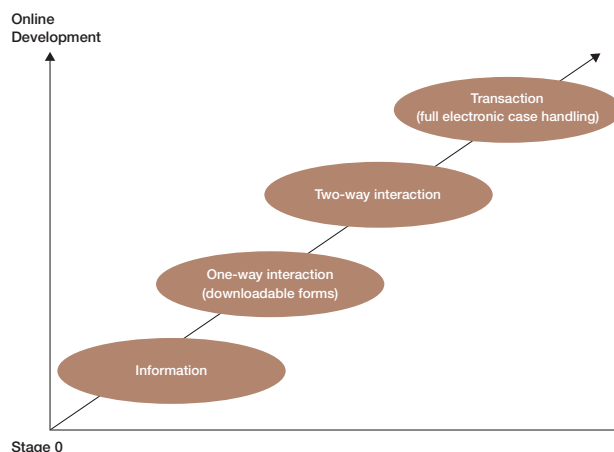 Online
Development
Transaction
(full electronic case handling)
Two-way interaction
One-way interaction
(downloadable forms)
Information
Stage 0